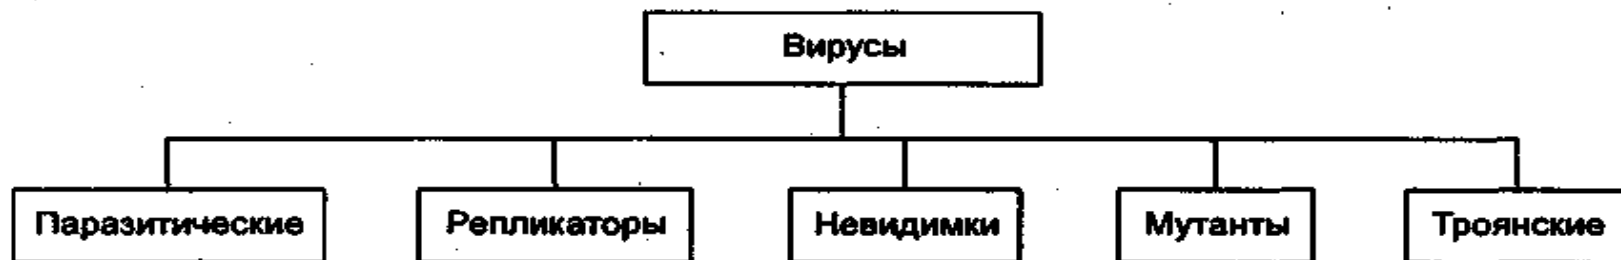 Вирусы
Паразитические Репликаторы Невидимки Мутанты Троянские